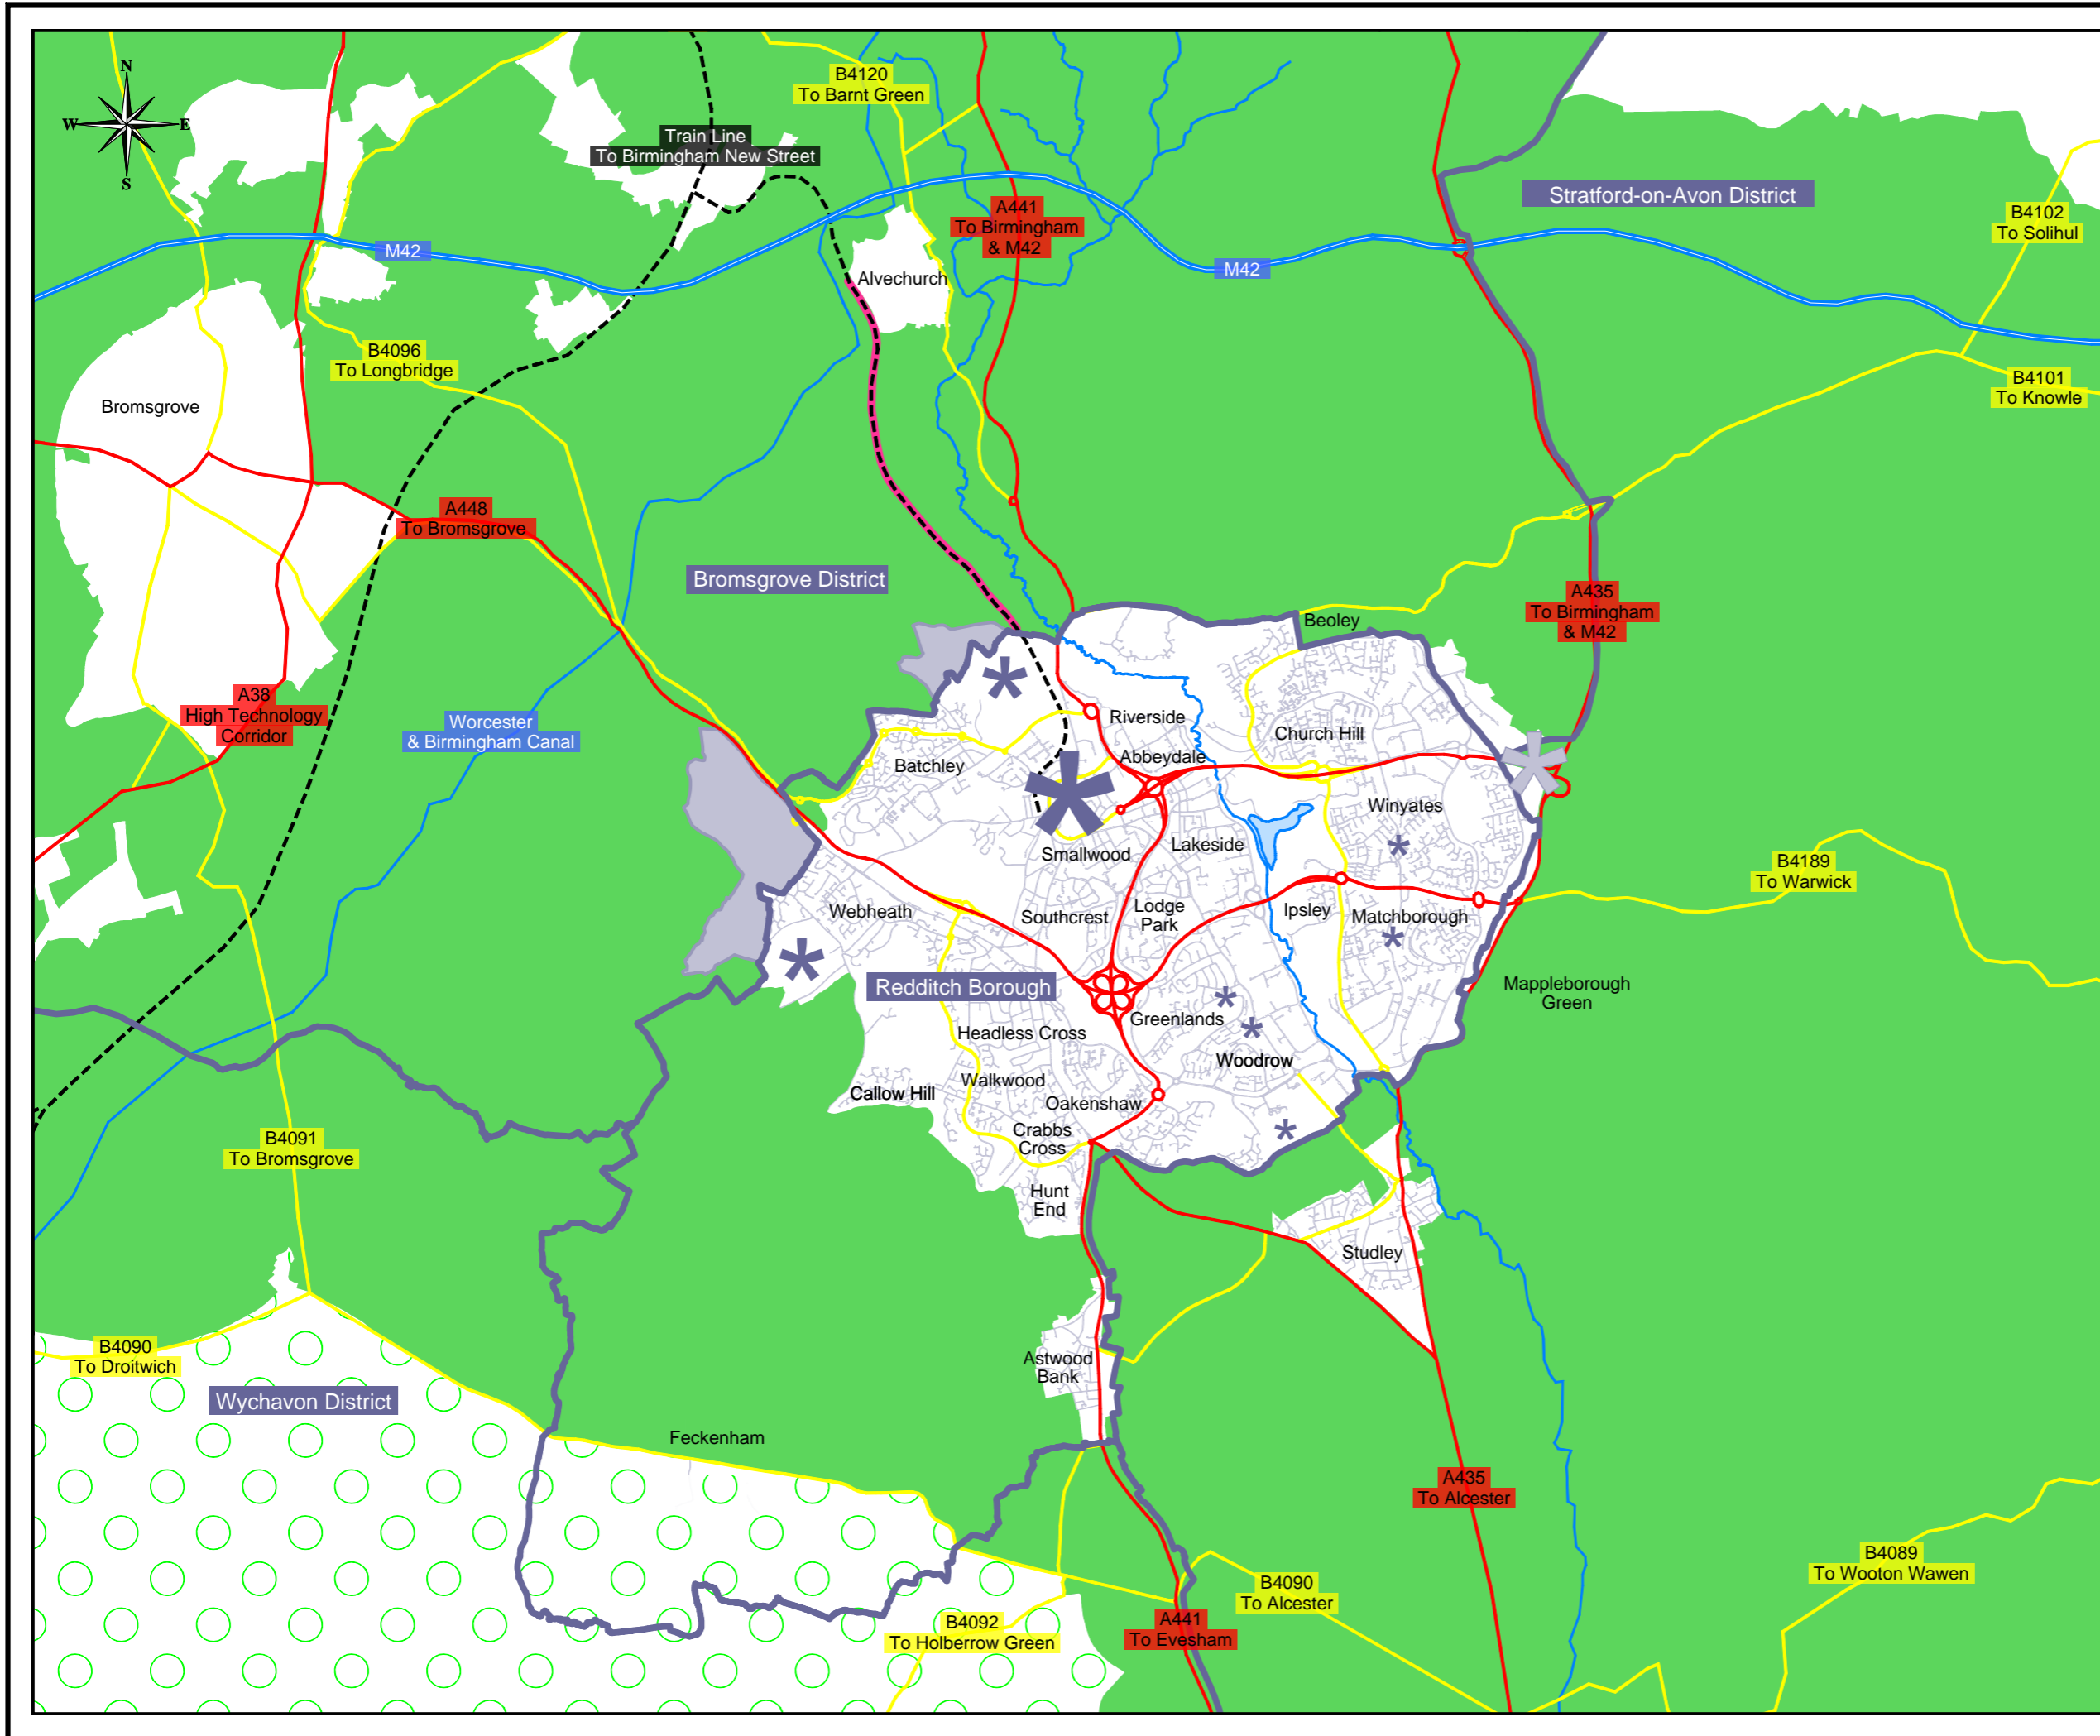 N
W
E
S
B4120
To Barnt Green
Train Line
To Birmingham New Street
A441
To Birmingham
& M42
Stratford-on-Avon District
B4102
To Solihul
M42
M42
Alvechurch
B4096
To Longbridge
B4101
To Knowle
Bromsgrove
A448
To Bromsgrove
Bromsgrove District
A435
To Birmingham
& M42
Beoley
A38
High Technology
Corridor
Worcester
& Birmingham Canal
Riverside
Church Hill
Abbeydale
Batchley
Winyates
Smallwood
Lakeside
B4189
To Warwick
Webheath
Southcrest
Lodge
Park
Ipsley
Matchborough
Redditch Borough
Mappleborough
Green
Greenlands
Headless Cross
Woodrow
Walkwood
Callow Hill
Oakenshaw
Crabbs
Cross
B4091
To Bromsgrove
Hunt
End
Studley
B4090
To Droitwich
Astwood
Bank
Wychavon District
Feckenham
A435
To Alcester
B4089
To Wooton Wawen
B4090
To Alcester
B4092
To Holberrow Green
A441
To Evesham